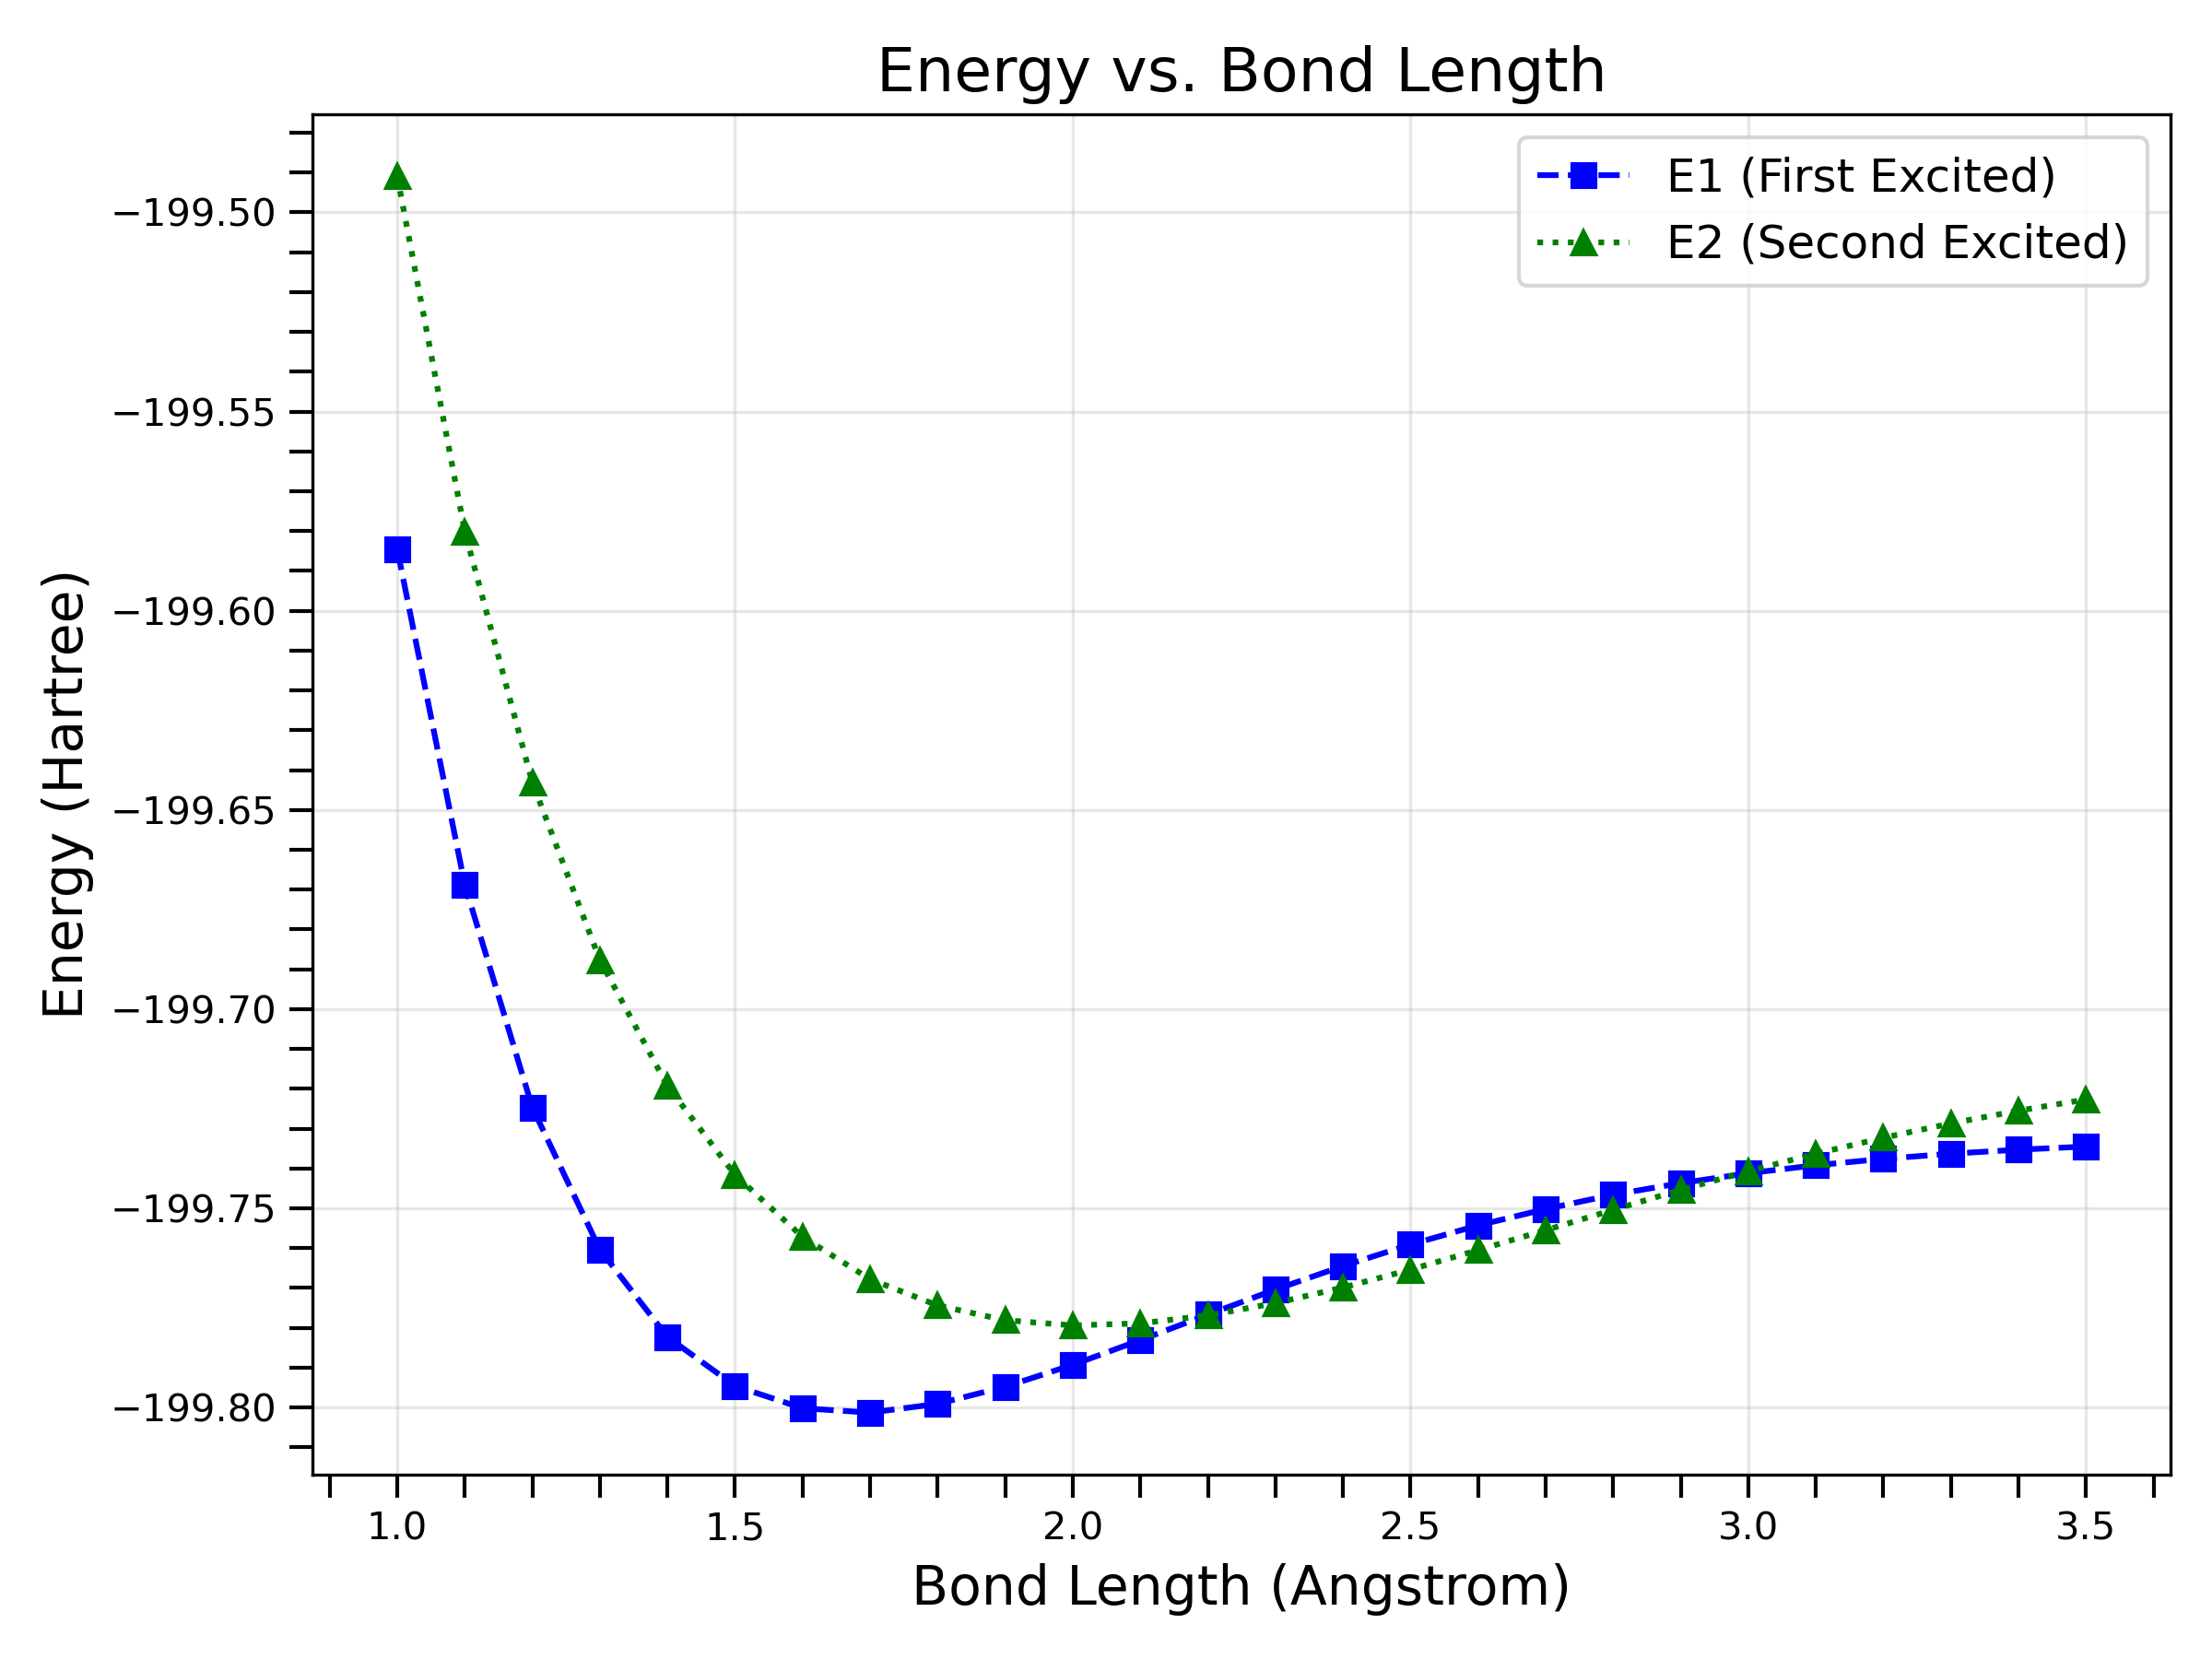 Energy vs. Bond Length
E1 (First Excited)
E2 (Second Excited)
Energy (Hartree)
−199.50
−199.55
−199.60
−199.65
−199.70
−199.75
−199.80
1.0 1.5 2.0 2.5 3.0 3.5
Bond Length (Angstrom)